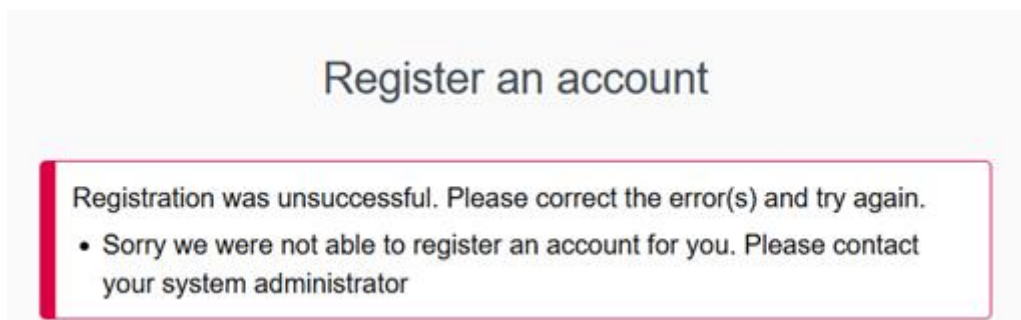 Register an account
Registration was unsuccessful. Please correct the error(s) and try again.
• Sorry we were not able to register an account for you. Please contact
your system administrator